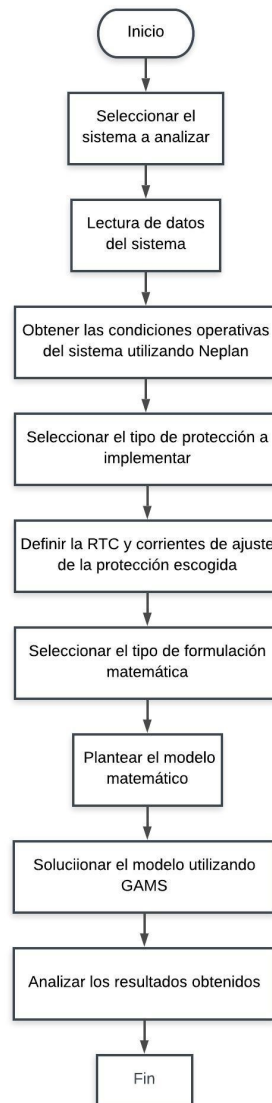 Inicio
Seleccionar el
sistema a analizar
Lectura de datos
del sistema
Obtener las condiciones operativas
del sistema utilizando Neplan
Seleccionar el tipo de protección a
implementar
Definir la RTC y corrientes de ajuste
de la protección escogida
Seleccionar el tipo de formulación
matemática
Plantear el modelo
matemático
Soluciionar el modelo utilizando
GAMS
Analizar los resultados obtenidos
Fin